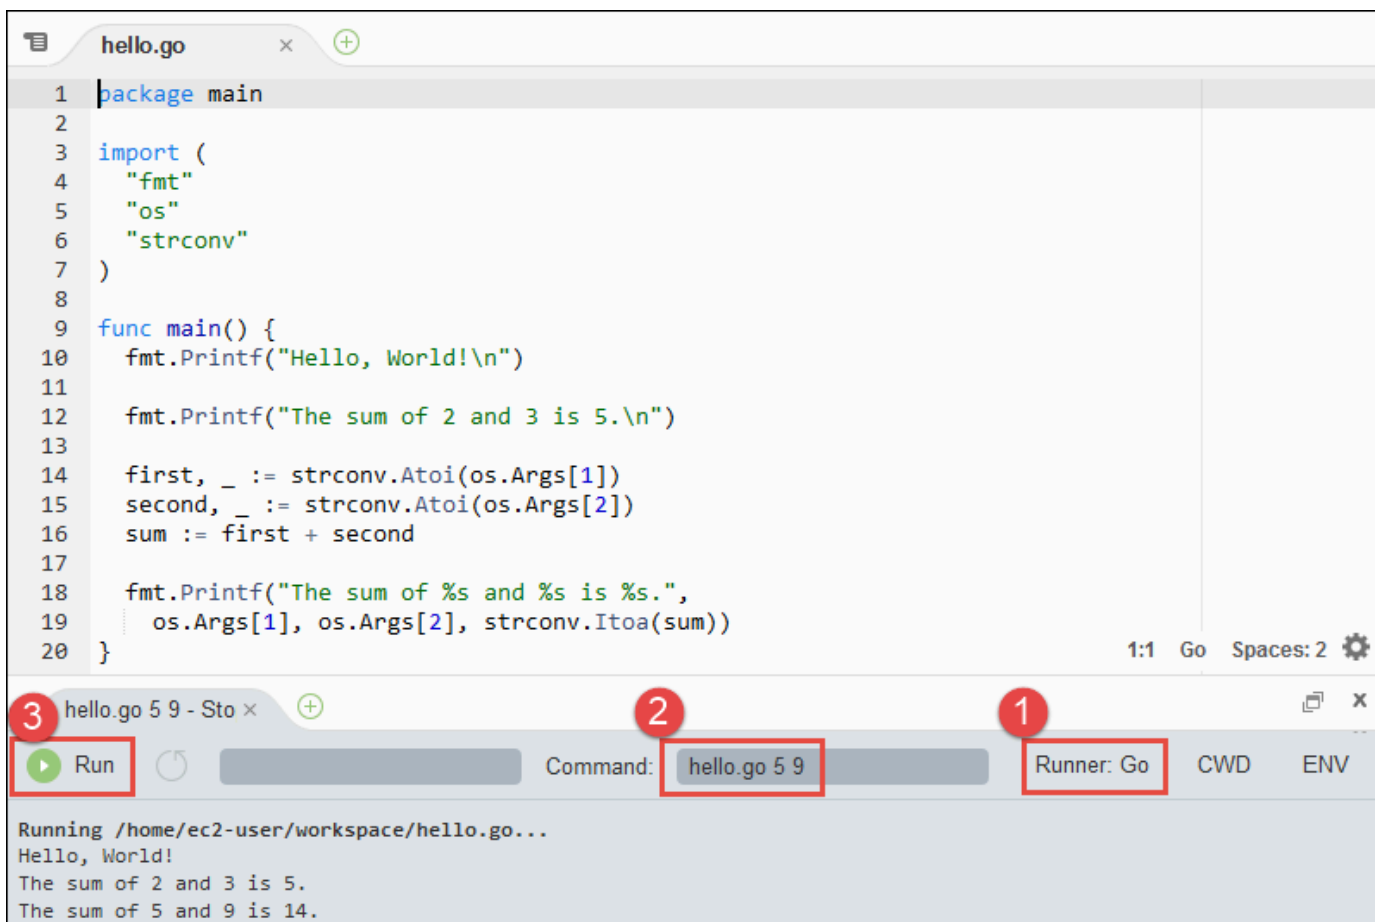 hello.go ×
1 package main
2
3 import (
4   "fmt"
5   "os"
6   "strconv"
7 )
8
9 func main() {
10   fmt.Printf("Hello, World!\n")
11
12   fmt.Printf("The sum of 2 and 3 is 5.\n")
13
14   first, _ := strconv.Atoi(os.Args[1])
15   second, _ := strconv.Atoi(os.Args[2])
16   sum := first + second
17
18   fmt.Printf("The sum of %s and %s is %s.",
19     os.Args[1], os.Args[2], strconv.Itoa(sum))
20 }
1:1 Go Spaces: 2
3 hello.go 5 9 - Sto × 2 1 x
Run Command: hello.go 5 9 Runner: Go CWD ENV
Running /home/ec2-user/workspace/hello.go...
Hello, World!
The sum of 2 and 3 is 5.
The sum of 5 and 9 is 14.